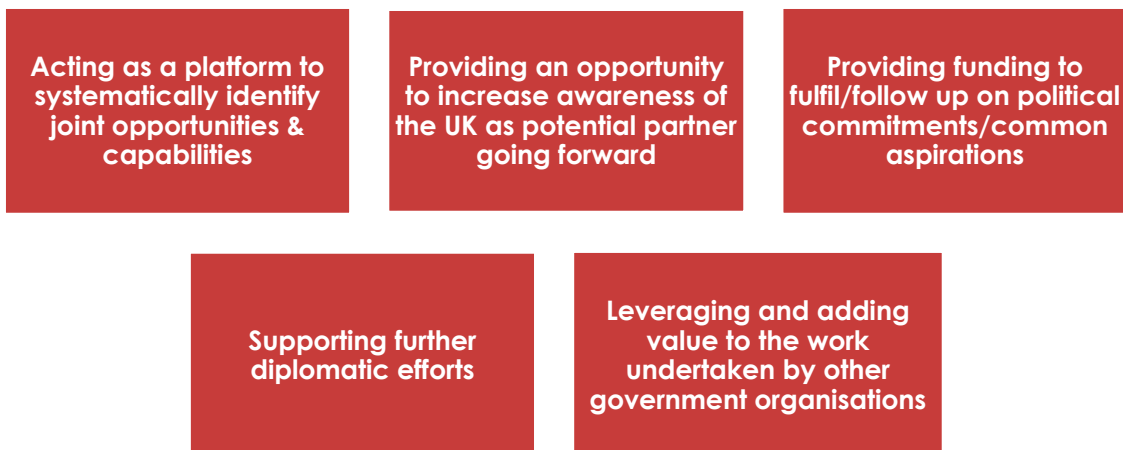 Acting as a platform to
systematically identify
joint opportunities &
capabilities
Providing an opportunity
to increase awareness of
the UK as potential partner
going forward
Providing funding to
fulfil/follow up on political
commitments/common
aspirations
Supporting further
diplomatic efforts
Leveraging and adding
value to the work
undertaken by other
government organisations